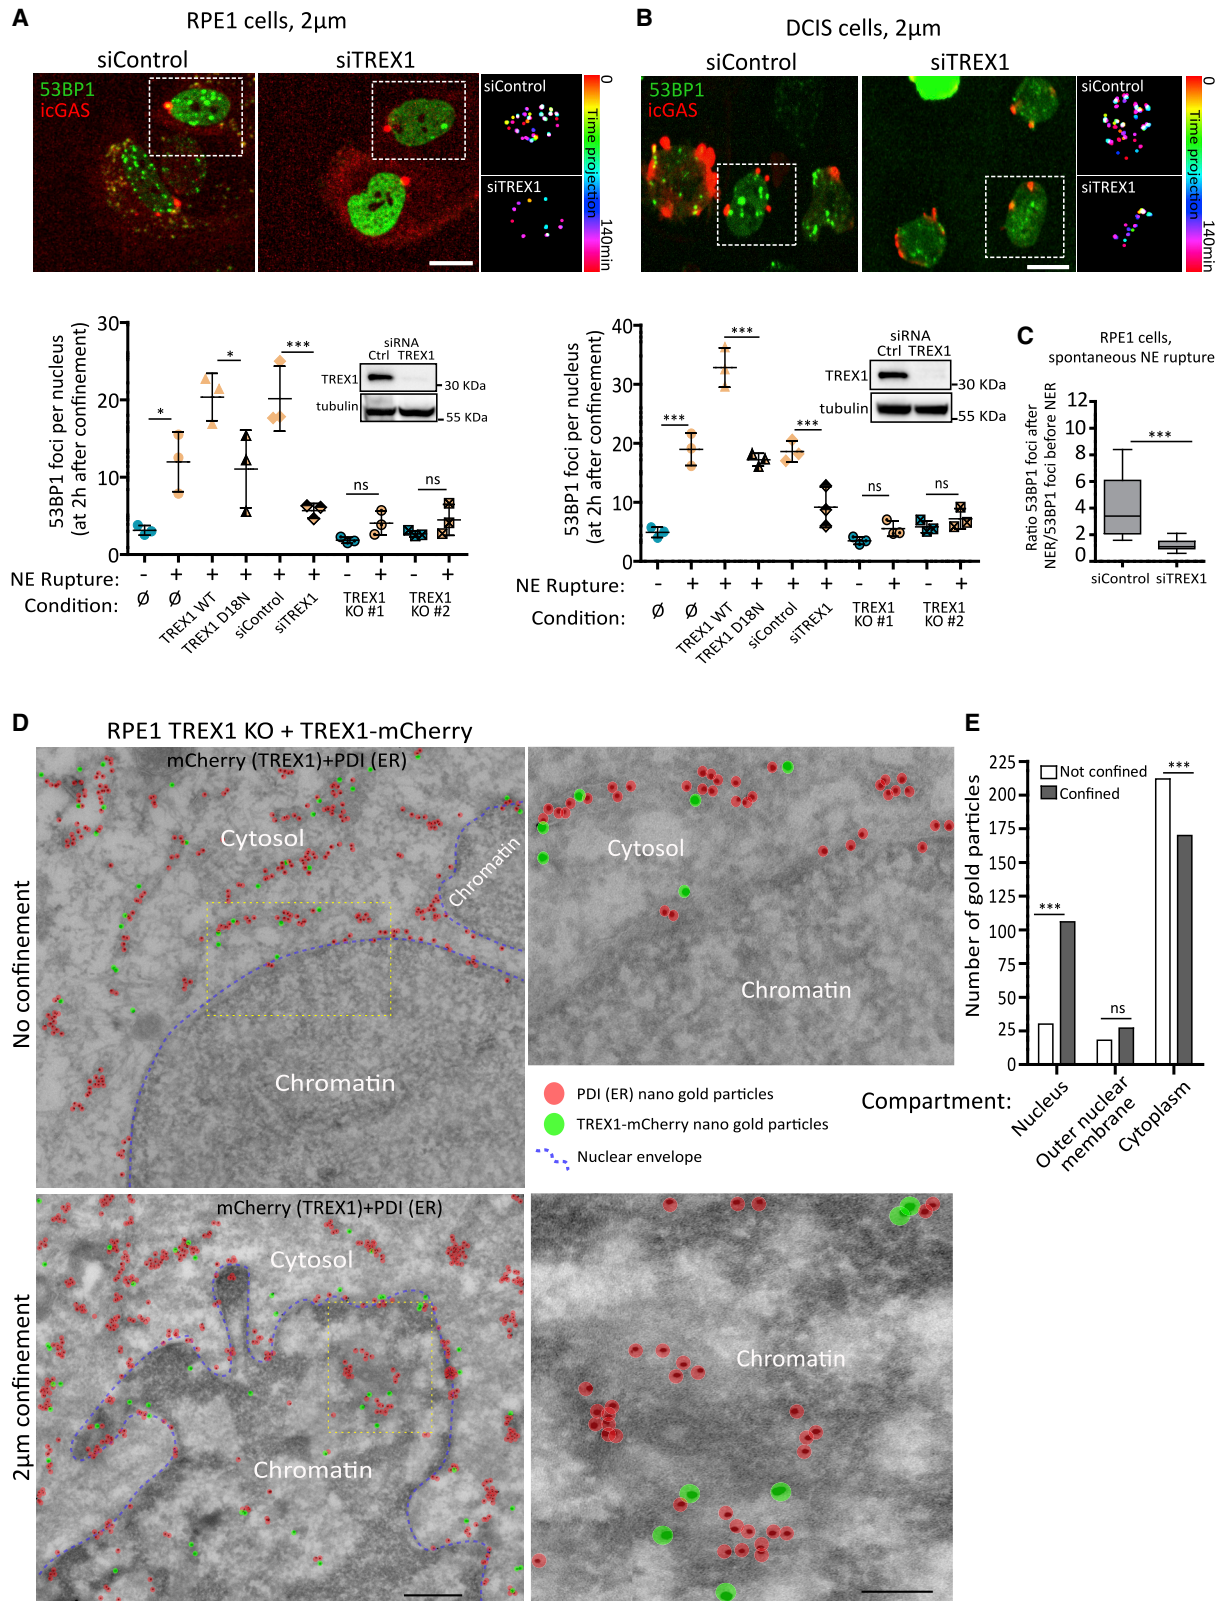 A
RPE1 cells, 2µm
siControl
siTREX1
53BP1
icGAS
siControl
siTREX1
0
Time projection
140min
B
DCIS cells, 2µm
siControl
siTREX1
53BP1
icGAS
siControl
siTREX1
0
Time projection
140min
53BP1 foci per nucleus
(at 2h after confinement)
30
20
10
0
*
*
***
ns
ns
siRNA
Ctrl TREX1
TREX1
30 KDa
tubulin
55 KDa
NE Rupture:
- + + + + + - + - +
Condition:
Ø
Ø
TREX1 WT
TREX1 D18N
siControl
siTREX1
TREX1
KO #1
TREX1
KO #2
53BP1 foci per nucleus
(at 2h after confinement)
40
30
20
10
0
***
***
***
ns
ns
siRNA
Ctrl TREX1
TREX1
30 KDa
tubulin
55 KDa
NE Rupture:
- + + + + + - + - +
Condition:
Ø
Ø
TREX1 WT
TREX1 D18N
siControl
siTREX1
TREX1
KO #1
TREX1
KO #2
C
RPE1 cells,
spontaneous NE rupture
Ratio 53BP1 foci after
NER/53BP1 foci before NER
12
10
8
6
4
2
0
***
siControl
siTREX1
D
RPE1 TREX1 KO + TREX1-mCherry
mCherry (TREX1)+PDI (ER)
No confinement
Cytosol
Chromatin
Chromatin
Cytosol
Chromatin
PDI (ER) nano gold particles
TREX1-mCherry nano gold particles
Nuclear envelope
2µm confinement
mCherry (TREX1)+PDI (ER)
Cytosol
Chromatin
Chromatin
E
Number of gold particles
225
200
175
150
125
100
75
50
25
0
Not confined
Confined
***
ns
***
Compartment:
Nucleus
Outer nuclear
membrane
Cytoplasm